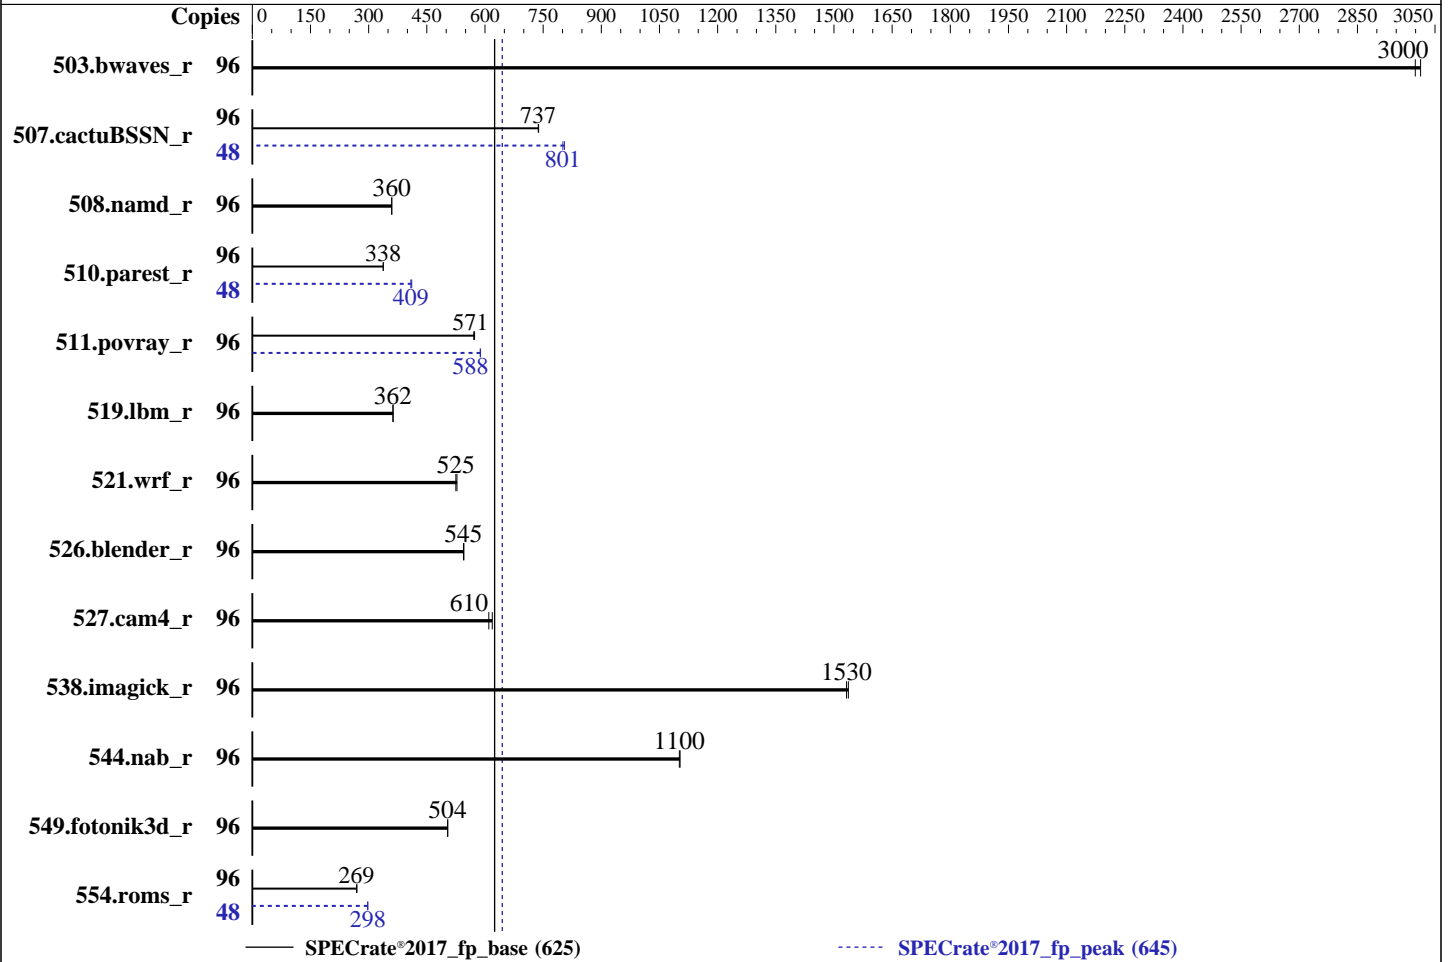 Copies 0 150 300 450 600 750 900 1050 1200 1350 1500 1650 1800 1950 2100 2250 2400 2550 2700 2850 3050
503.bwaves_r 96 3000
507.cactuBSSN_r 96 737
48 801
508.namd_r 96 360
510.parest_r 96 338
48 409
511.povray_r 96 571
588
519.lbm_r 96 362
521.wrf_r 96 525
526.blender_r 96 545
527.cam4_r 96 610
538.imagick_r 96 1530
544.nab_r 96 1100
549.fotonik3d_r 96 504
554.roms_r 96 269
48 298
SPECrate®2017_fp_base (625) SPECrate®2017_fp_peak (645)